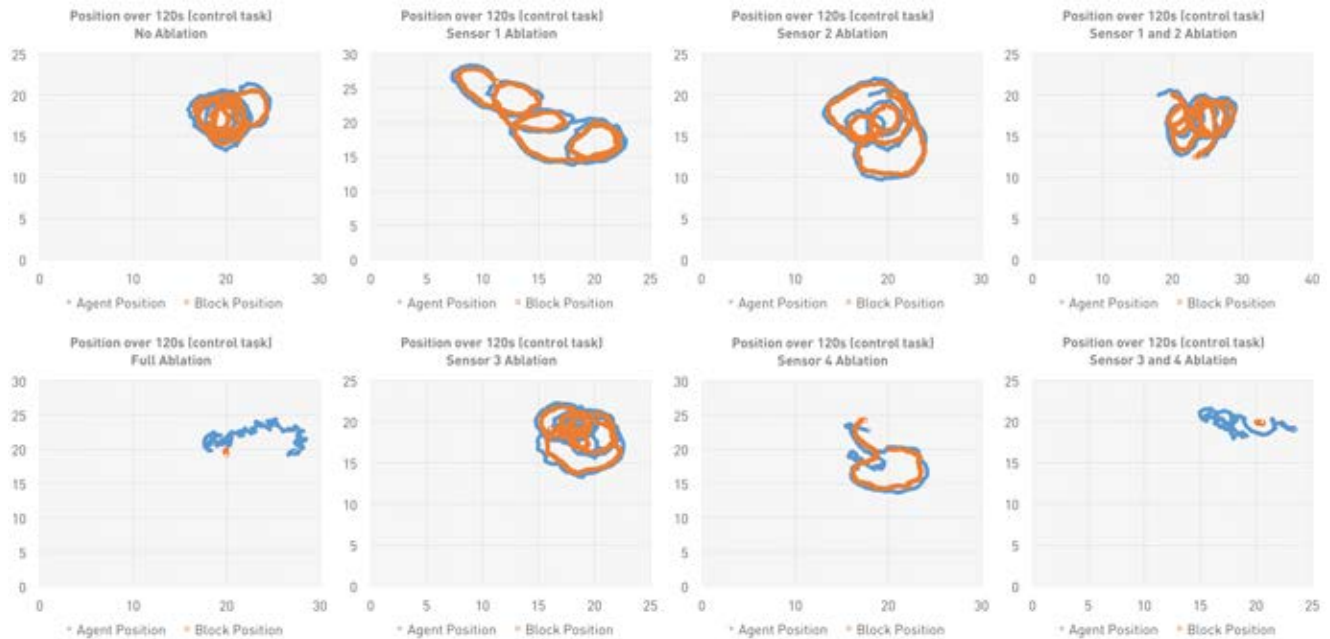 Position over 120s (control task)
No Ablation
25
20
15
10
5
0
0 10 20 30
Agent Position Block Position
Position over 120s (control task)
Sensor 1 Ablation
30
25
20
15
10
5
0
0 5 10 15 20 25
Agent Position Block Position
Position over 120s (control task)
Sensor 2 Ablation
25
20
15
10
5
0
0 10 20 30
Agent Position Block Position
Position over 120s (control task)
Sensor 1 and 2 Ablation
25
20
15
10
5
0
0 10 20 30 40
Agent Position Block Position
Position over 120s (control task)
Full Ablation
30
25
20
15
10
5
0
0 10 20 30
Agent Position Block Position
Position over 120s (control task)
Sensor 3 Ablation
25
20
15
10
5
0
0 5 10 15 20 25
Agent Position Block Position
Position over 120s (control task)
Sensor 4 Ablation
30
25
20
15
10
5
0
0 10 20 30
Agent Position Block Position
Position over 120s (control task)
Sensor 3 and 4 Ablation
25
20
15
10
5
0
0 5 10 15 20 25
Agent Position Block Position